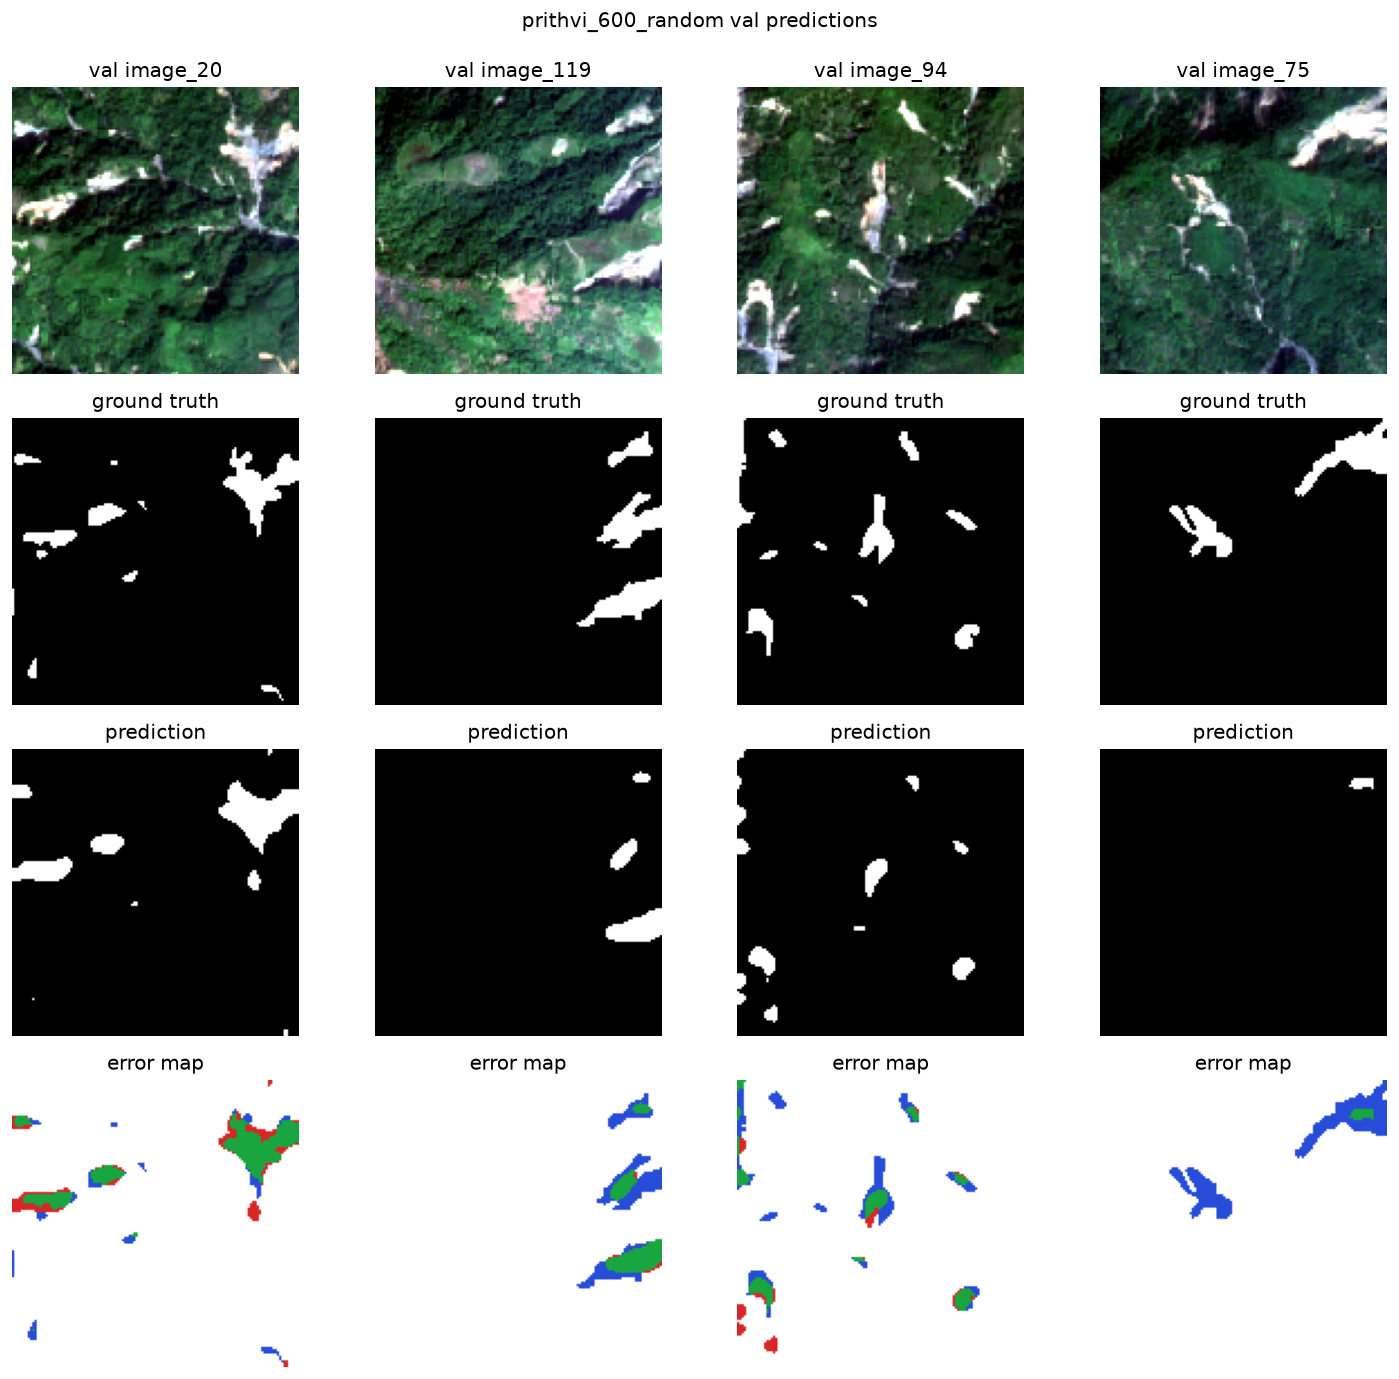 prithvi_600_random val predictions
val image_20
val image_119
val image_94
val image_75
ground truth
ground truth
ground truth
ground truth
prediction
prediction
prediction
prediction
error map
error map
error map
error map